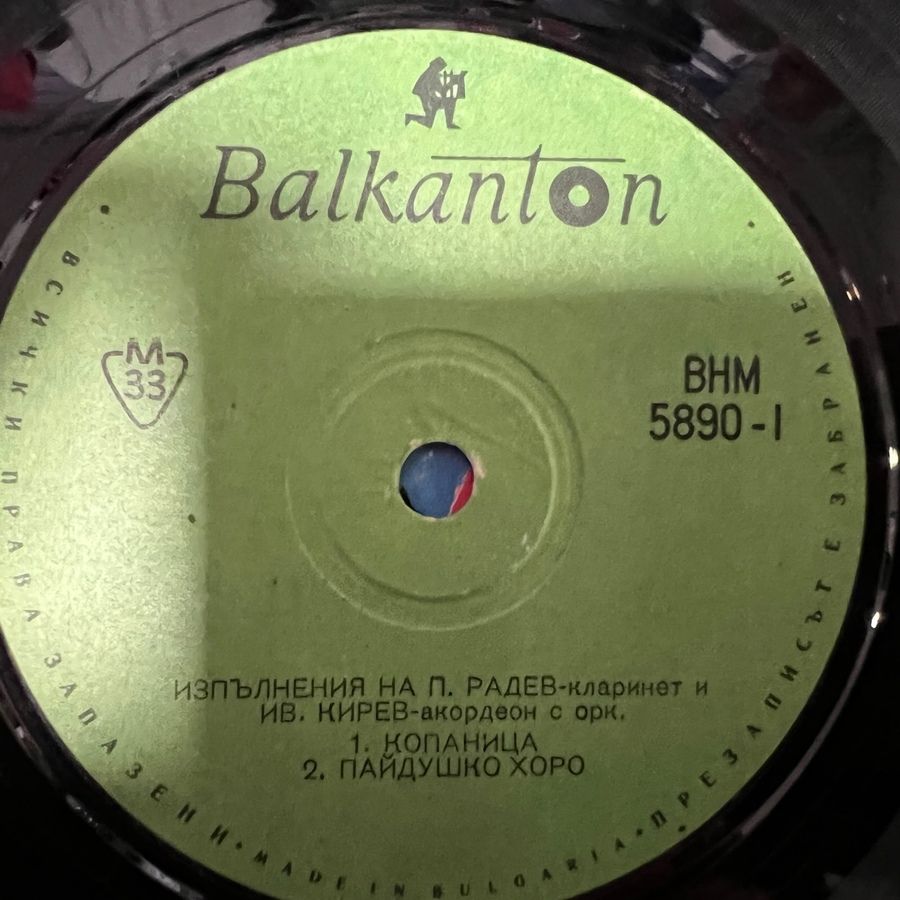 Balkanton
М
33
ВНМ
5890-I
ИЗПЪЛНЕНИЯ НА П. РАДЕВ-кларинет и
ИВ. КИРЕВ-акордеон с орк.
1. КОПАНИЦА
2. ПАЙДУШКО ХОРО
ВСИЧКИ ПРАВА ЗАПАЗЕНИ • MADE IN BULGARIA • ПРЕЗАПИСЪТ Е ЗАБРАНЕН